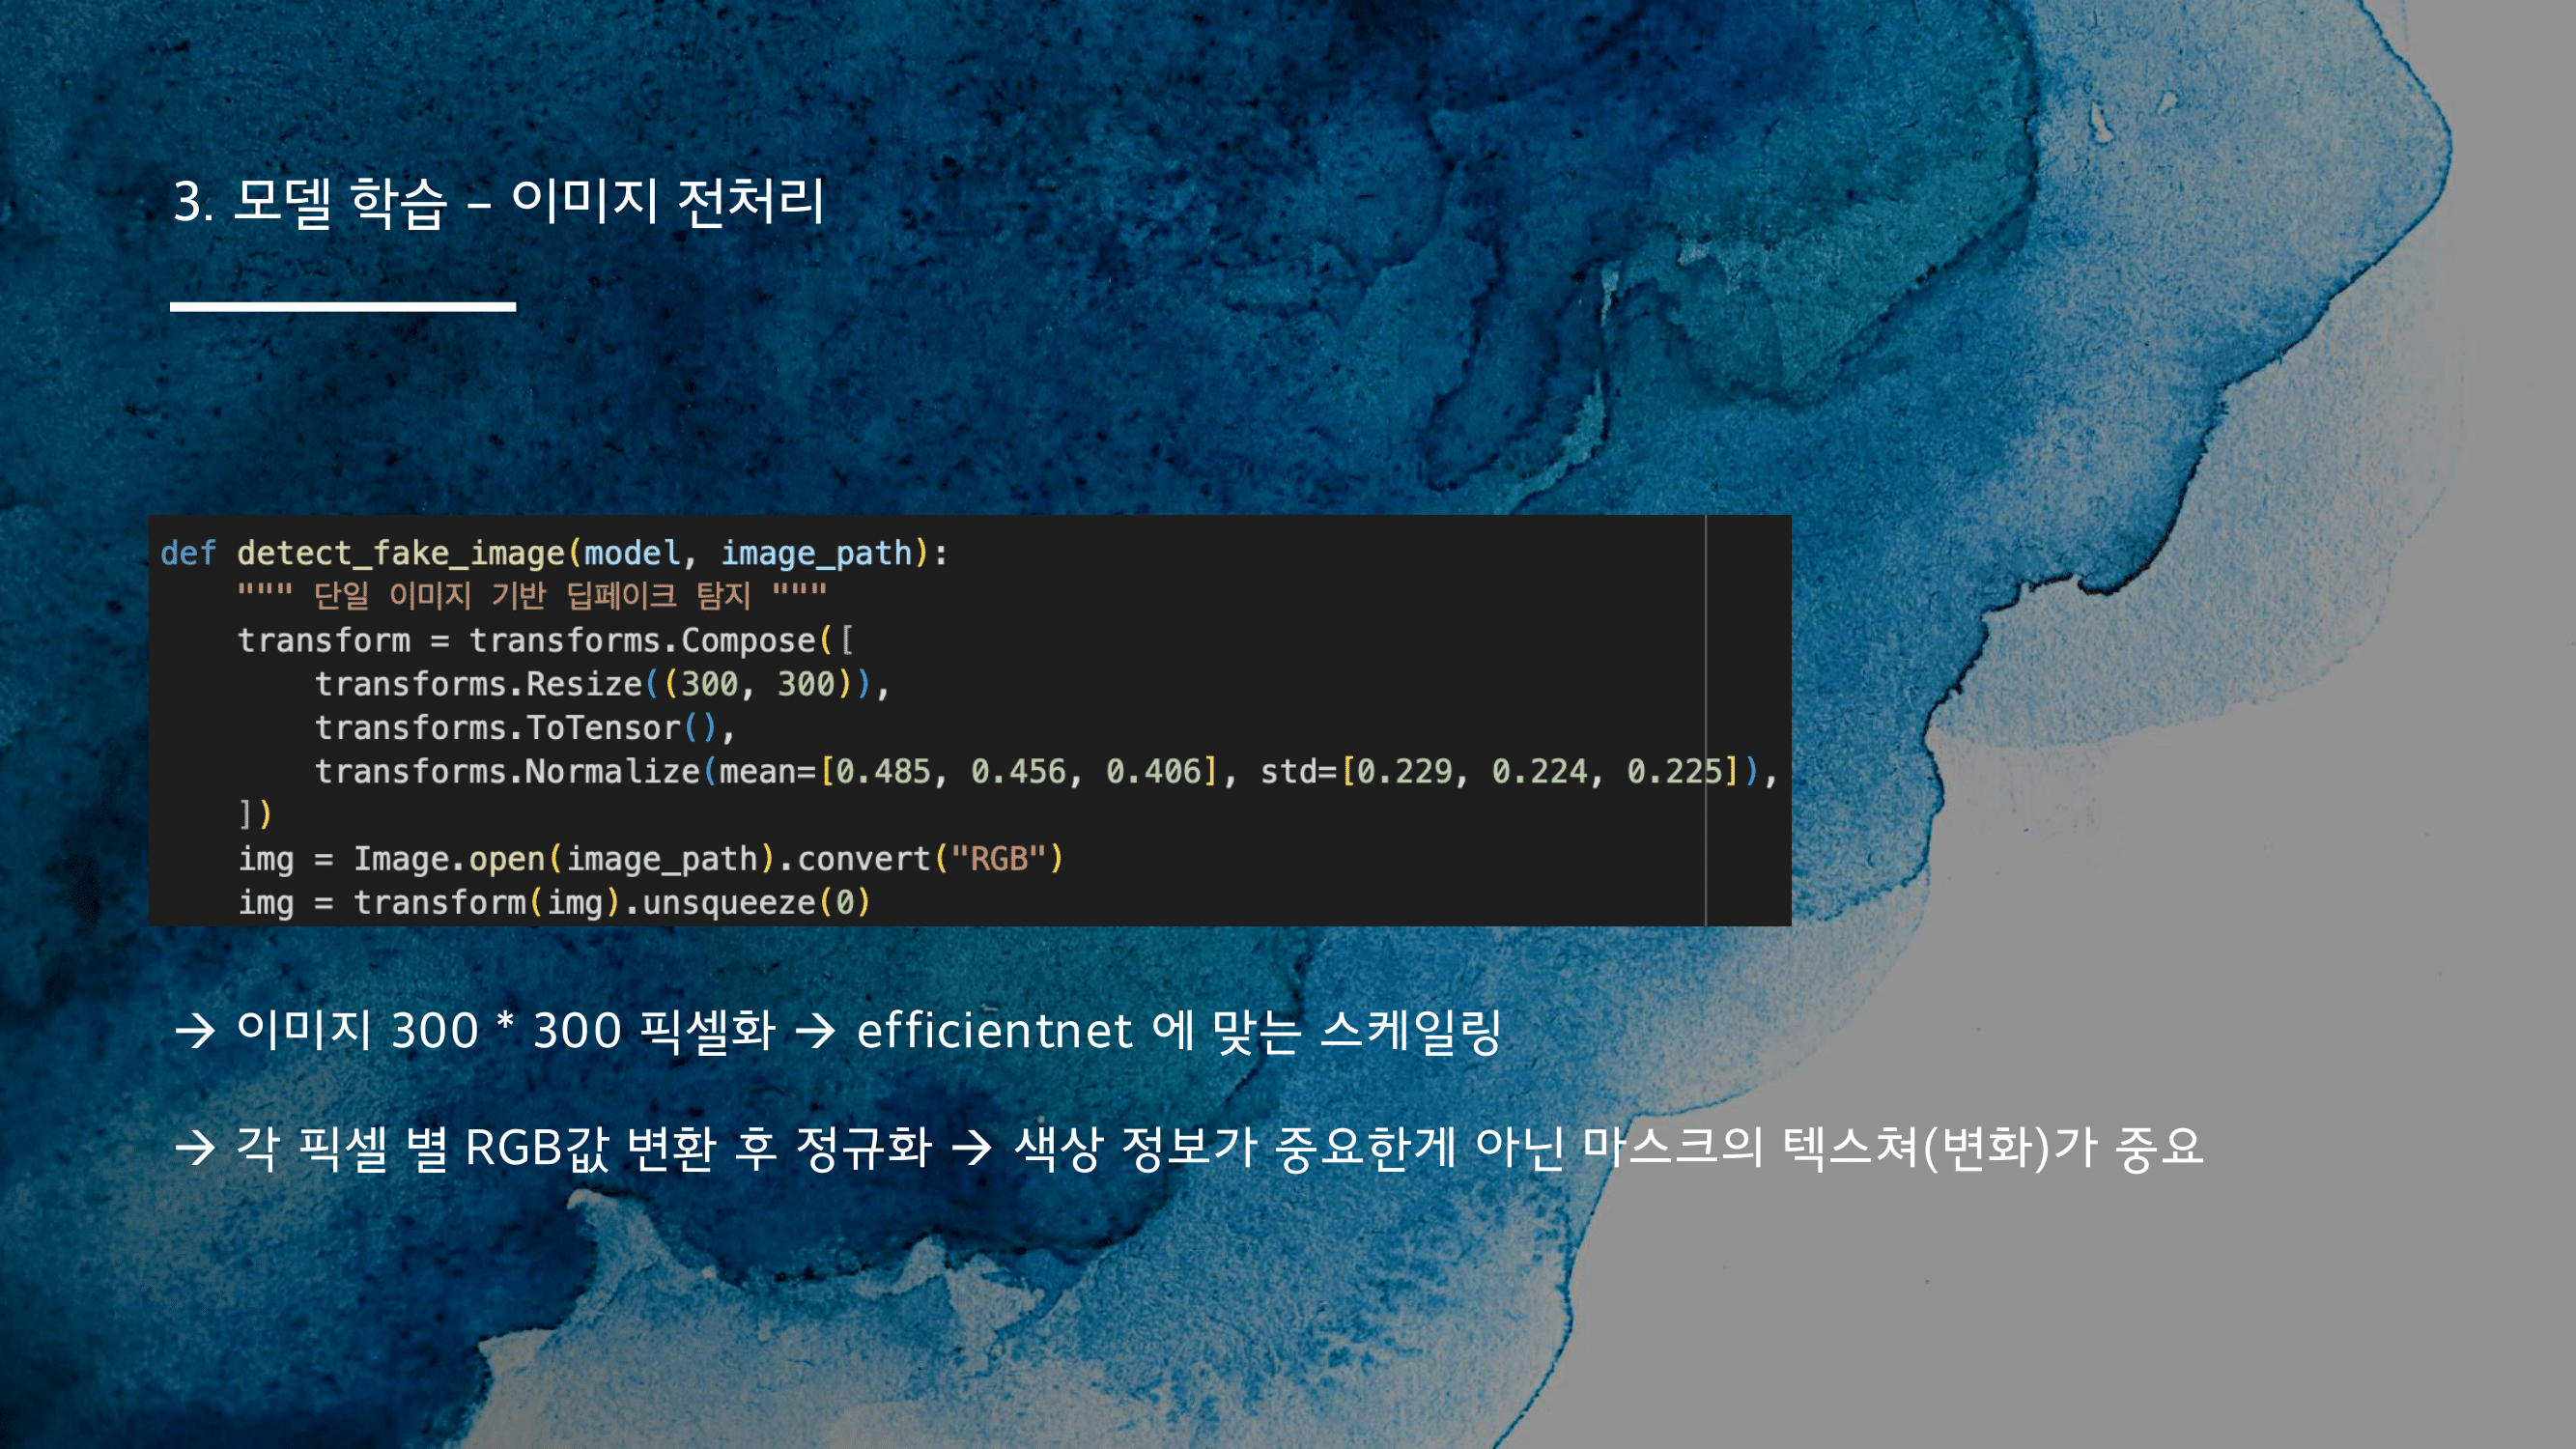 3. 모델 학습 – 이미지 전처리
def detect_fake_image(model, image_path):
    """ 단일 이미지 기반 딥페이크 탐지 """
    transform = transforms.Compose([
        transforms.Resize((300, 300)),
        transforms.ToTensor(),
        transforms.Normalize(mean=[0.485, 0.456, 0.406], std=[0.229, 0.224, 0.225]),
    ])
    img = Image.open(image_path).convert("RGB")
    img = transform(img).unsqueeze(0)
→ 이미지 300 * 300 픽셀화 → efficientnet 에 맞는 스케일링
→ 각 픽셀 별 RGB값 변환 후 정규화 → 색상 정보가 중요한게 아닌 마스크의 텍스쳐(변화)가 중요